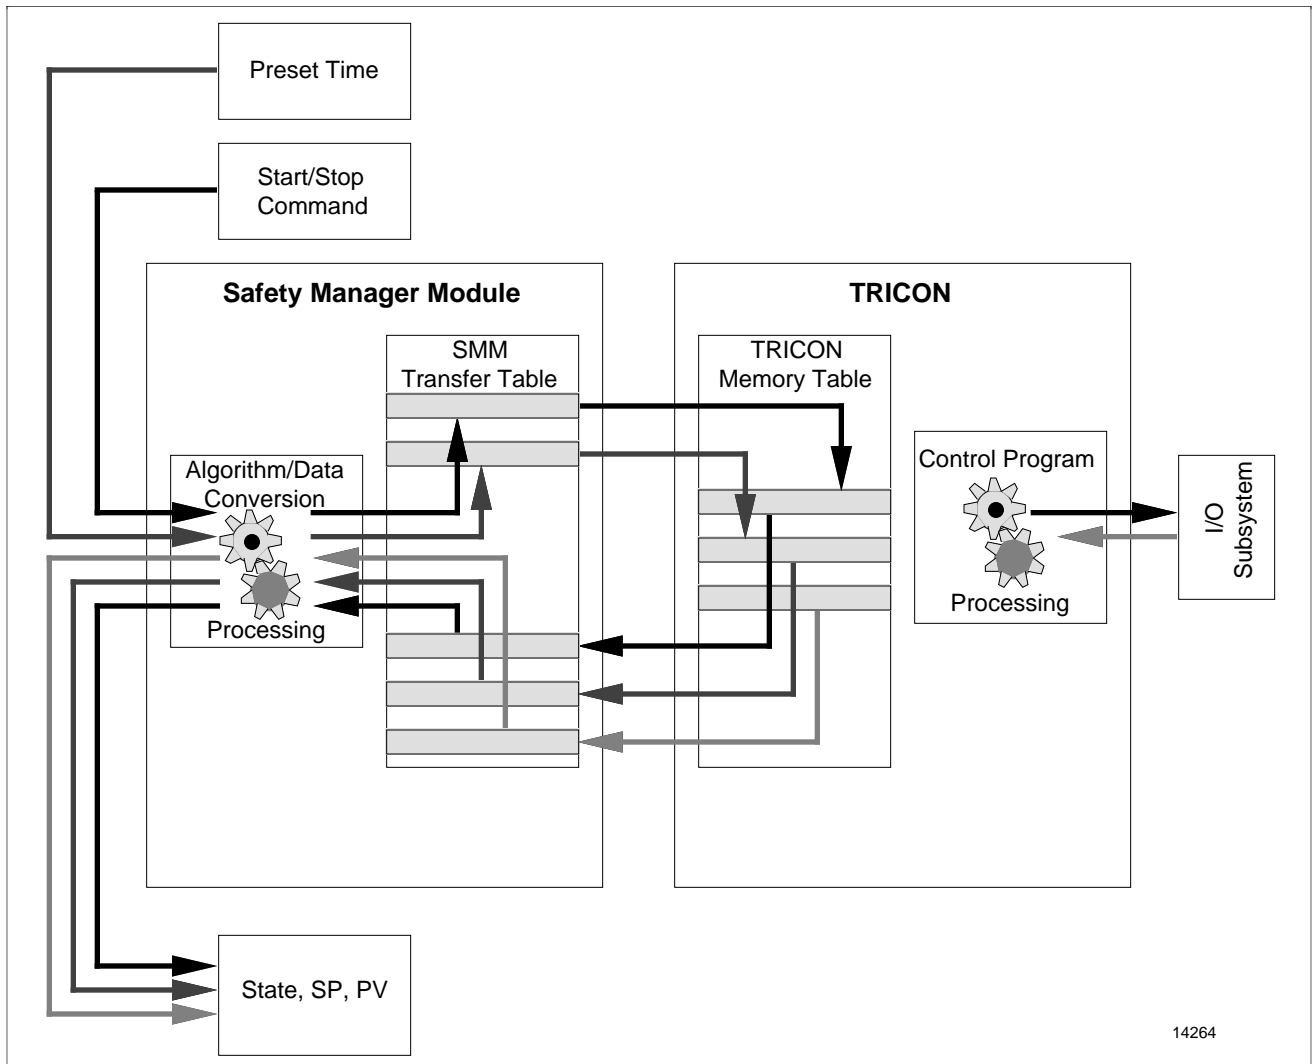 Preset Time
Start/Stop
Command
Safety Manager Module
TRICON
SMM
Transfer Table
TRICON
Memory Table
Algorithm/Data
Conversion
Processing
Control Program
Processing
I/O
Subsystem
State, SP, PV
14264